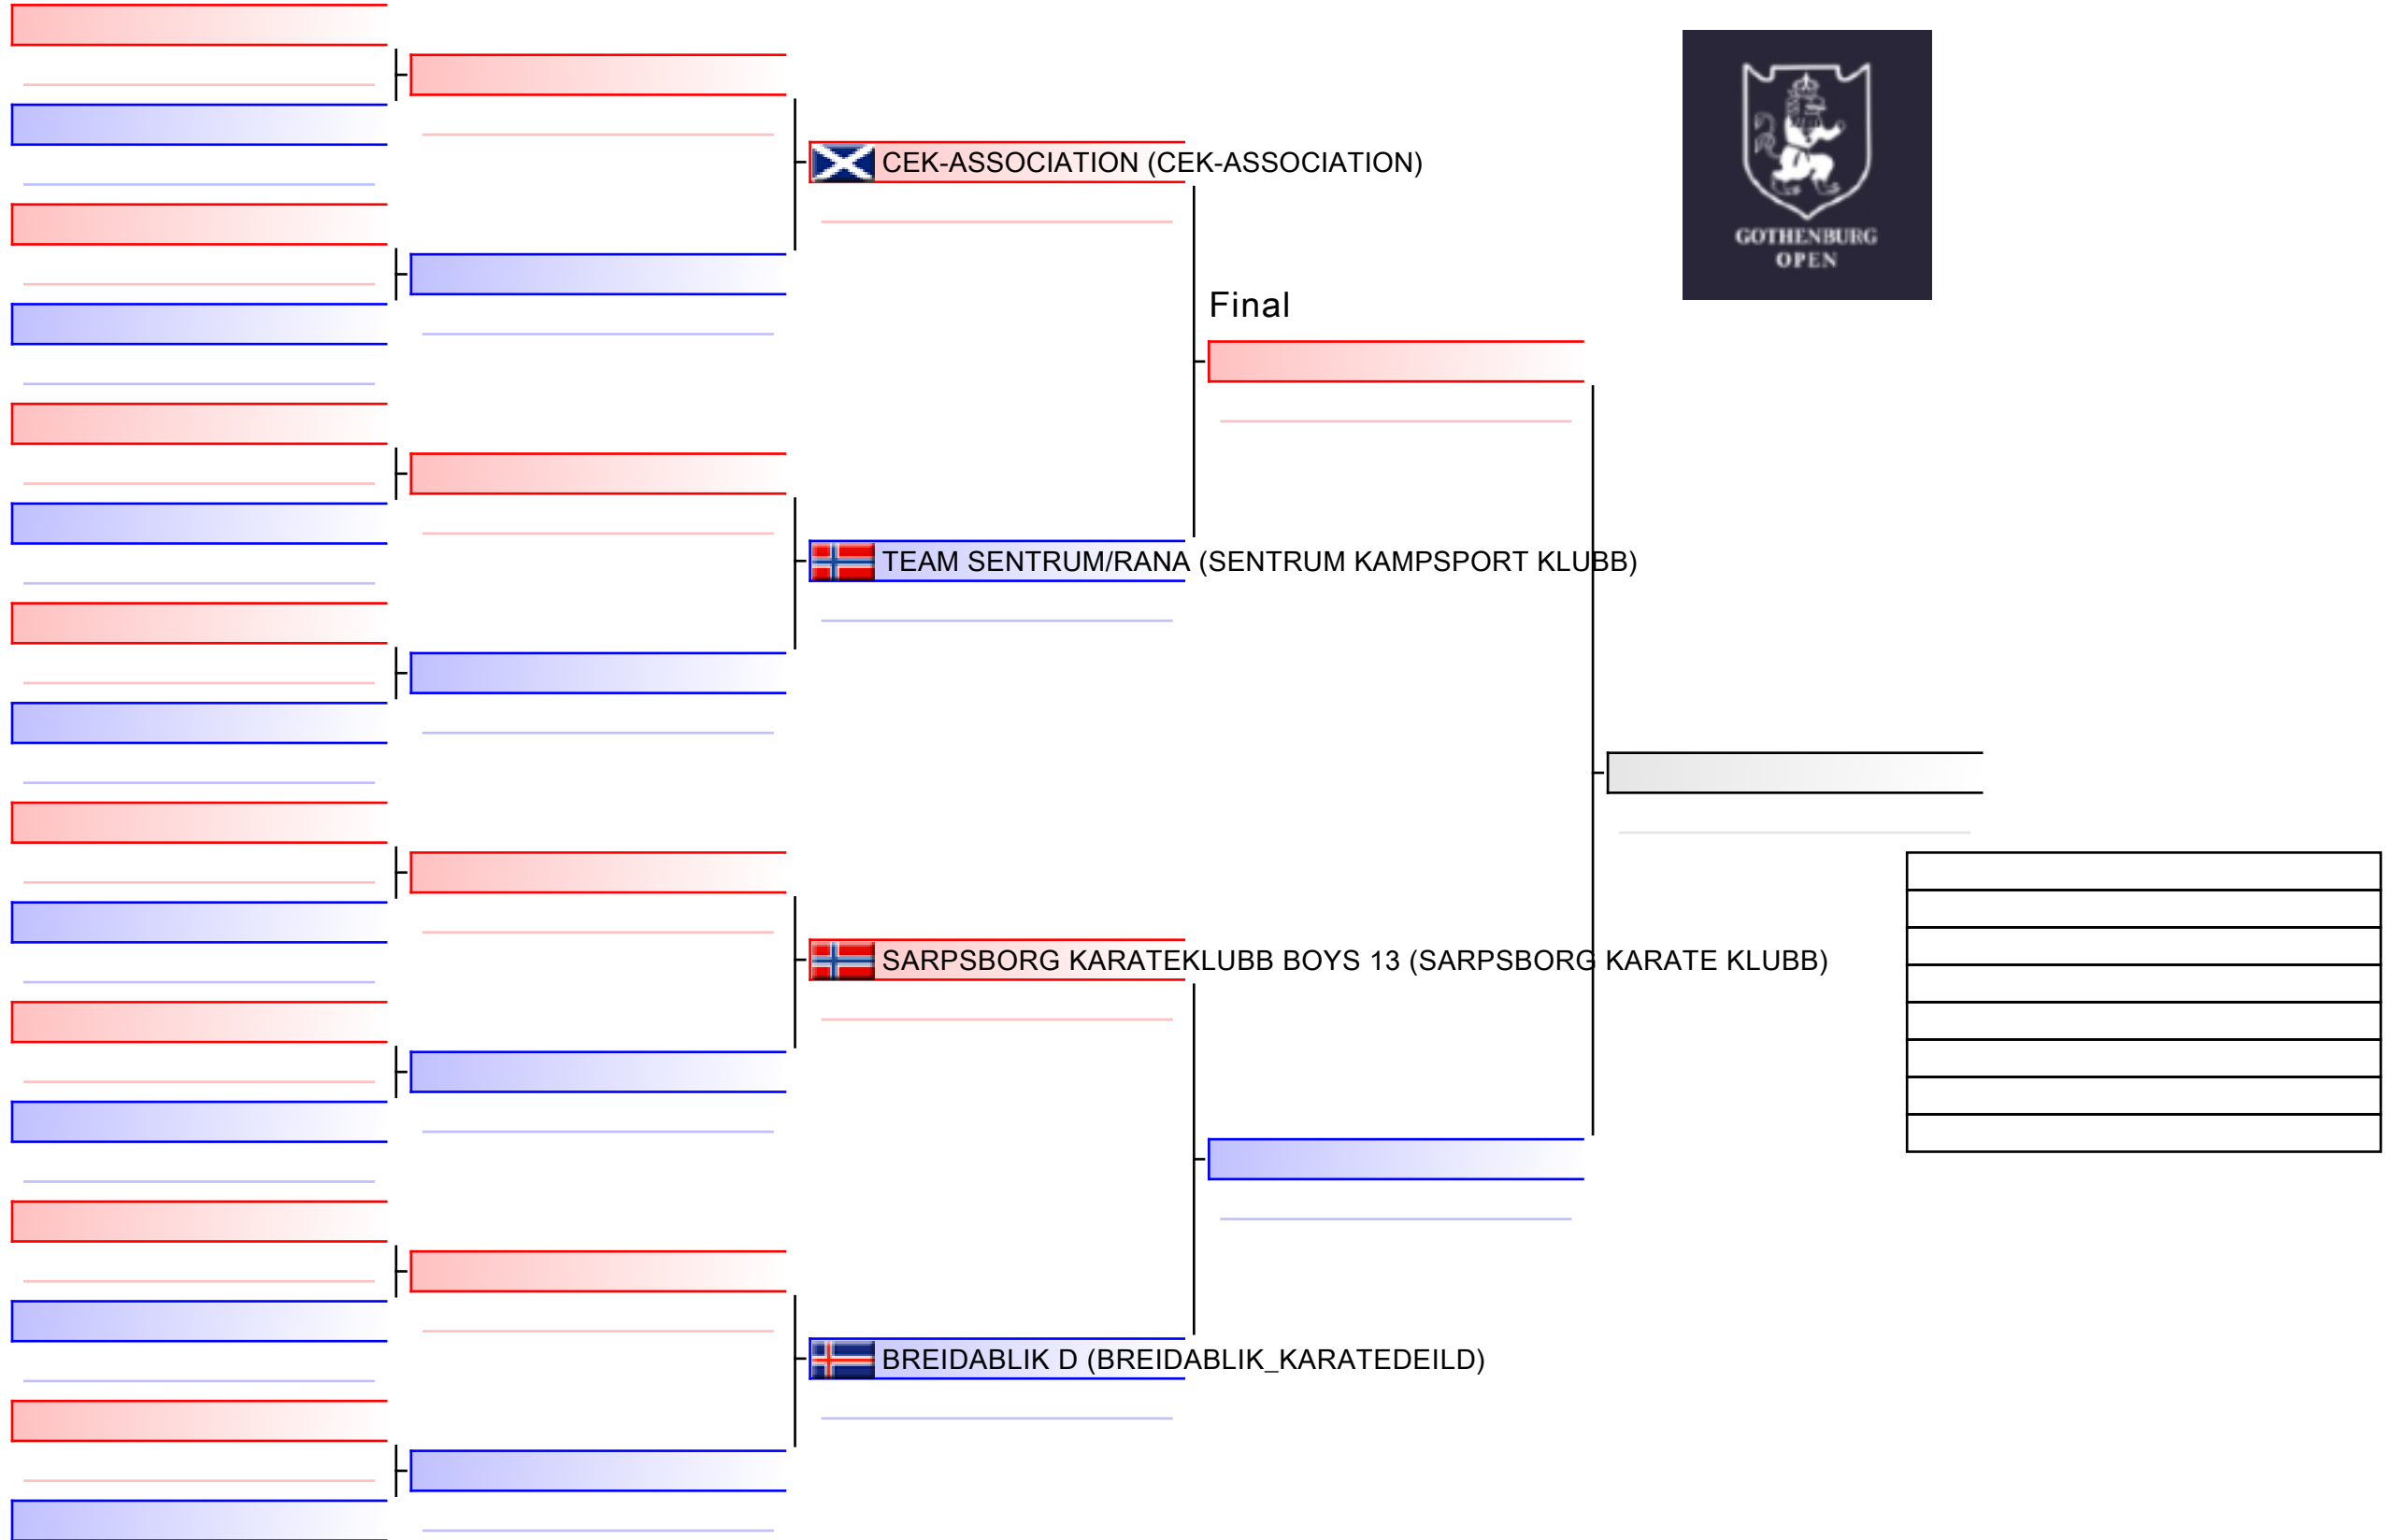 CEK-ASSOCIATION (CEK-ASSOCIATION)
GOTHENBURG
OPEN
Final
TEAM SENTRUM/RANA (SENTRUM KAMPSPORT KLUBB)
SARPSBORG KARATEKLUBB BOYS 13 (SARPSBORG KARATE KLUBB)
BREIDABLIK D (BREIDABLIK_KARATEDEILD)